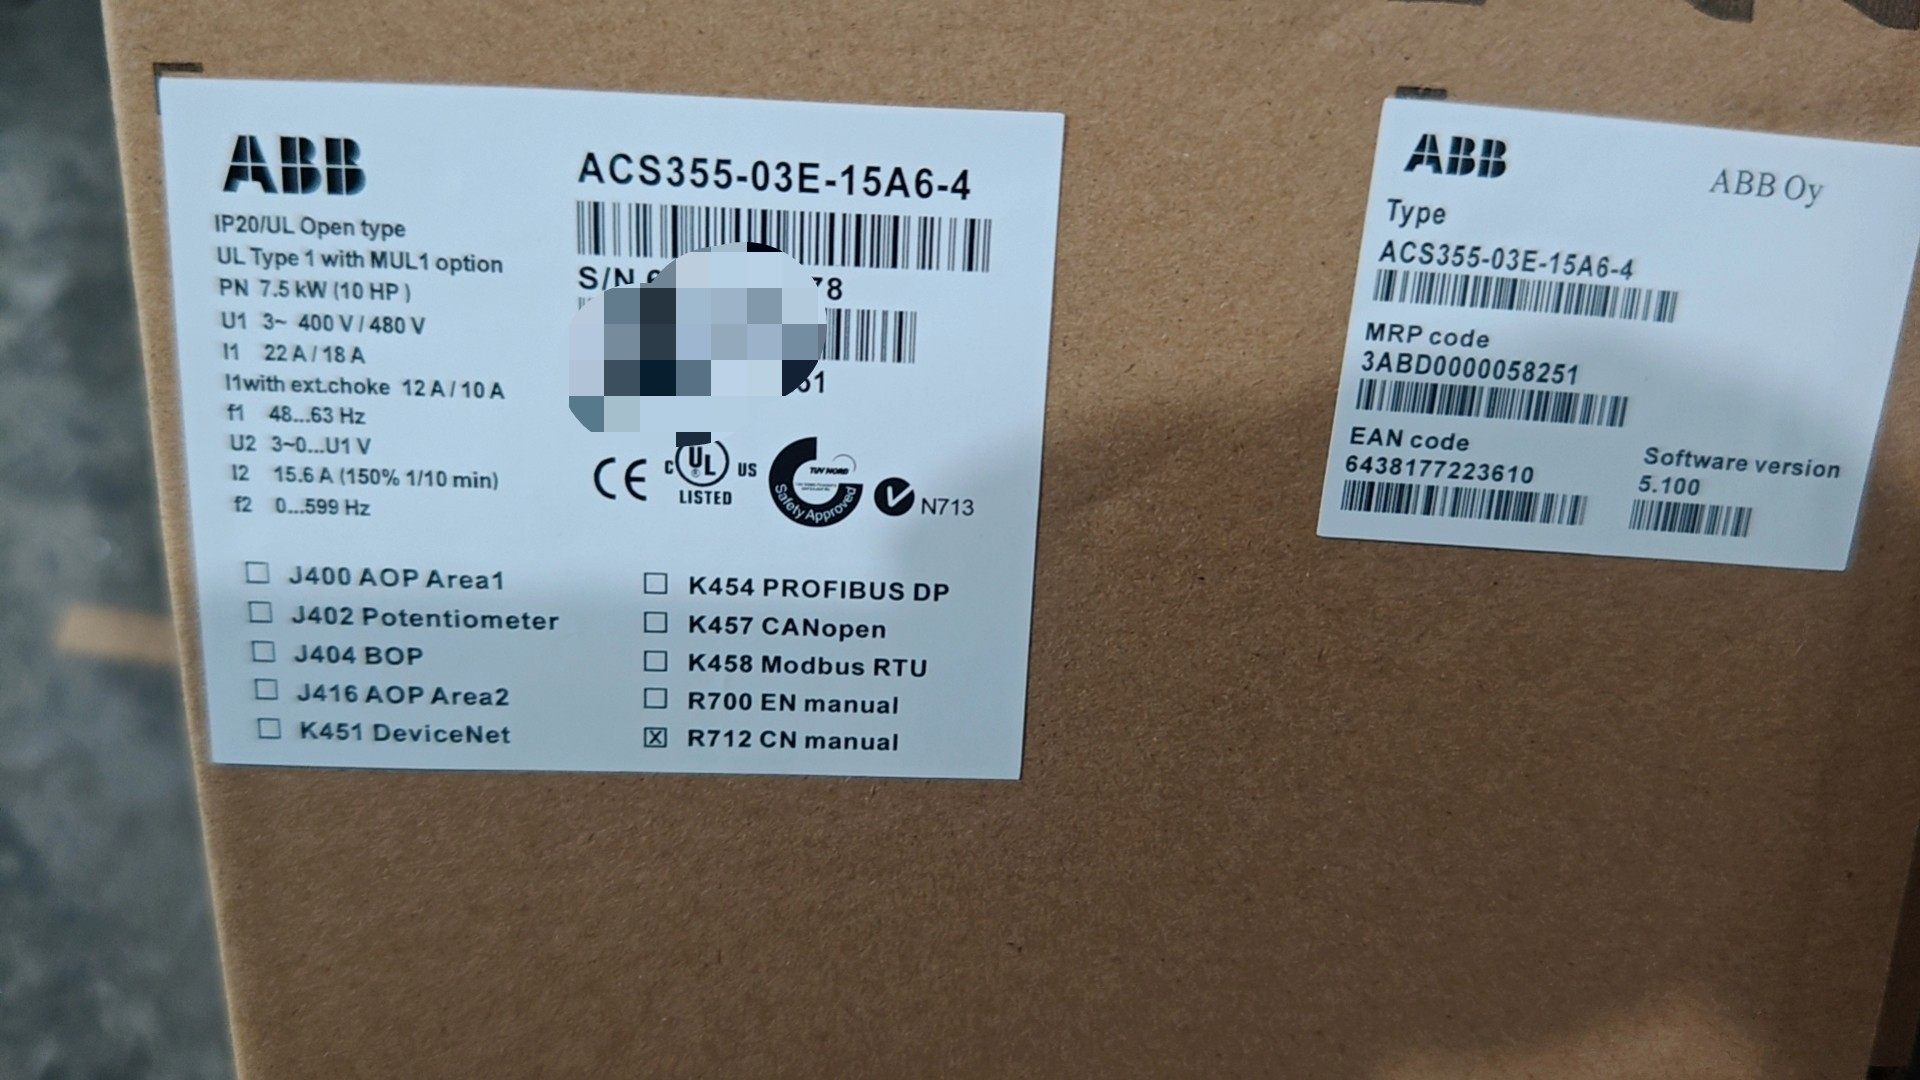 ABB
ACS355-03E-15A6-4
IP20/UL Open type
UL Type 1 with MUL1 option
PN 7.5 kW (10 HP )
U1 3~ 400 V / 480 V
I1 22 A / 18 A
I1with ext.choke 12 A / 10 A
f1 48...63 Hz
U2 3~0...U1 V
I2 15.6 A (150% 1/10 min)
f2 0...599 Hz
S/N
CE
C UL US
LISTED
TUV NORD
Safety Approved
N713
J400 AOP Area1
J402 Potentiometer
J404 BOP
J416 AOP Area2
K451 DeviceNet
K454 PROFIBUS DP
K457 CANopen
K458 Modbus RTU
R700 EN manual
X R712 CN manual
ABB
ABB Oy
Type
ACS355-03E-15A6-4
MRP code
3ABD0000058251
EAN code
6438177223610
Software version
5.100